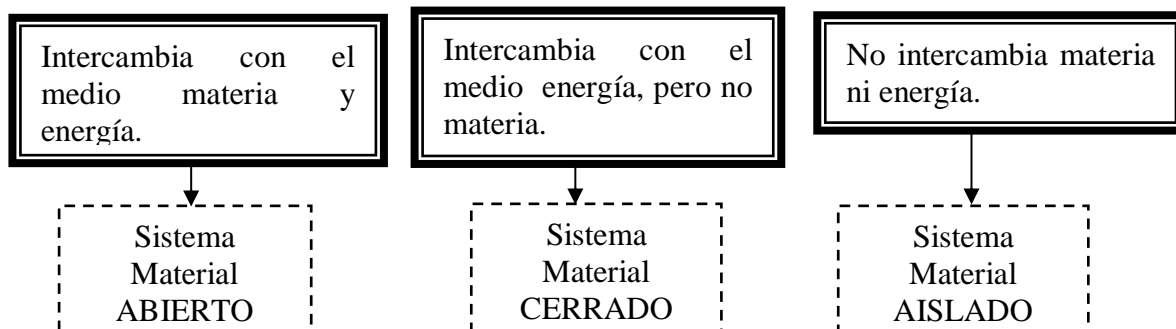 Intercambia con el
medio materia y
energía.
Intercambia con el
medio energía, pero no
materia.
No intercambia materia
ni energía.
Sistema
Material
ABIERTO
Sistema
Material
CERRADO
Sistema
Material
AISLADO